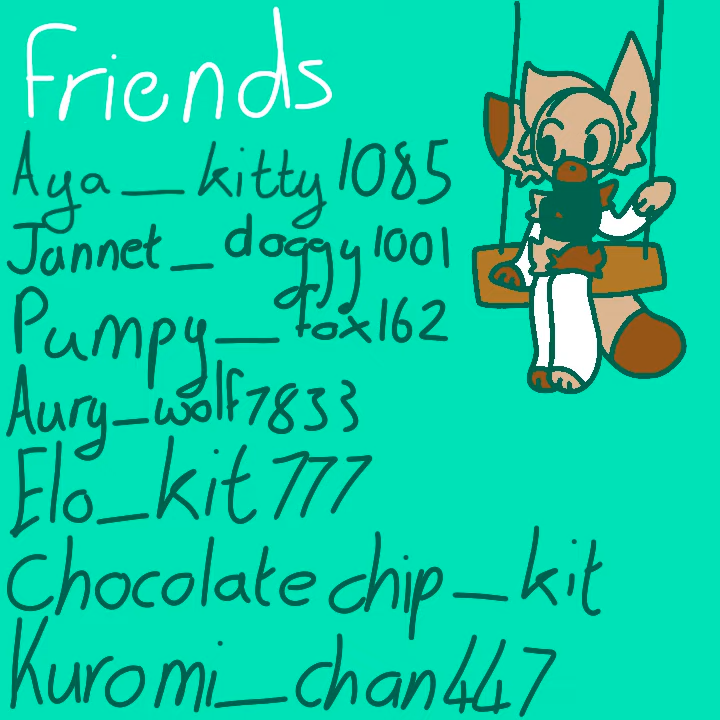 Friends
Aya_kitty1085
Jannet_doggy1001
Pumpy_fox162
Aury_wolf7833
Elo_kit777
Chocolatechip_kit
Kuromi_chan447